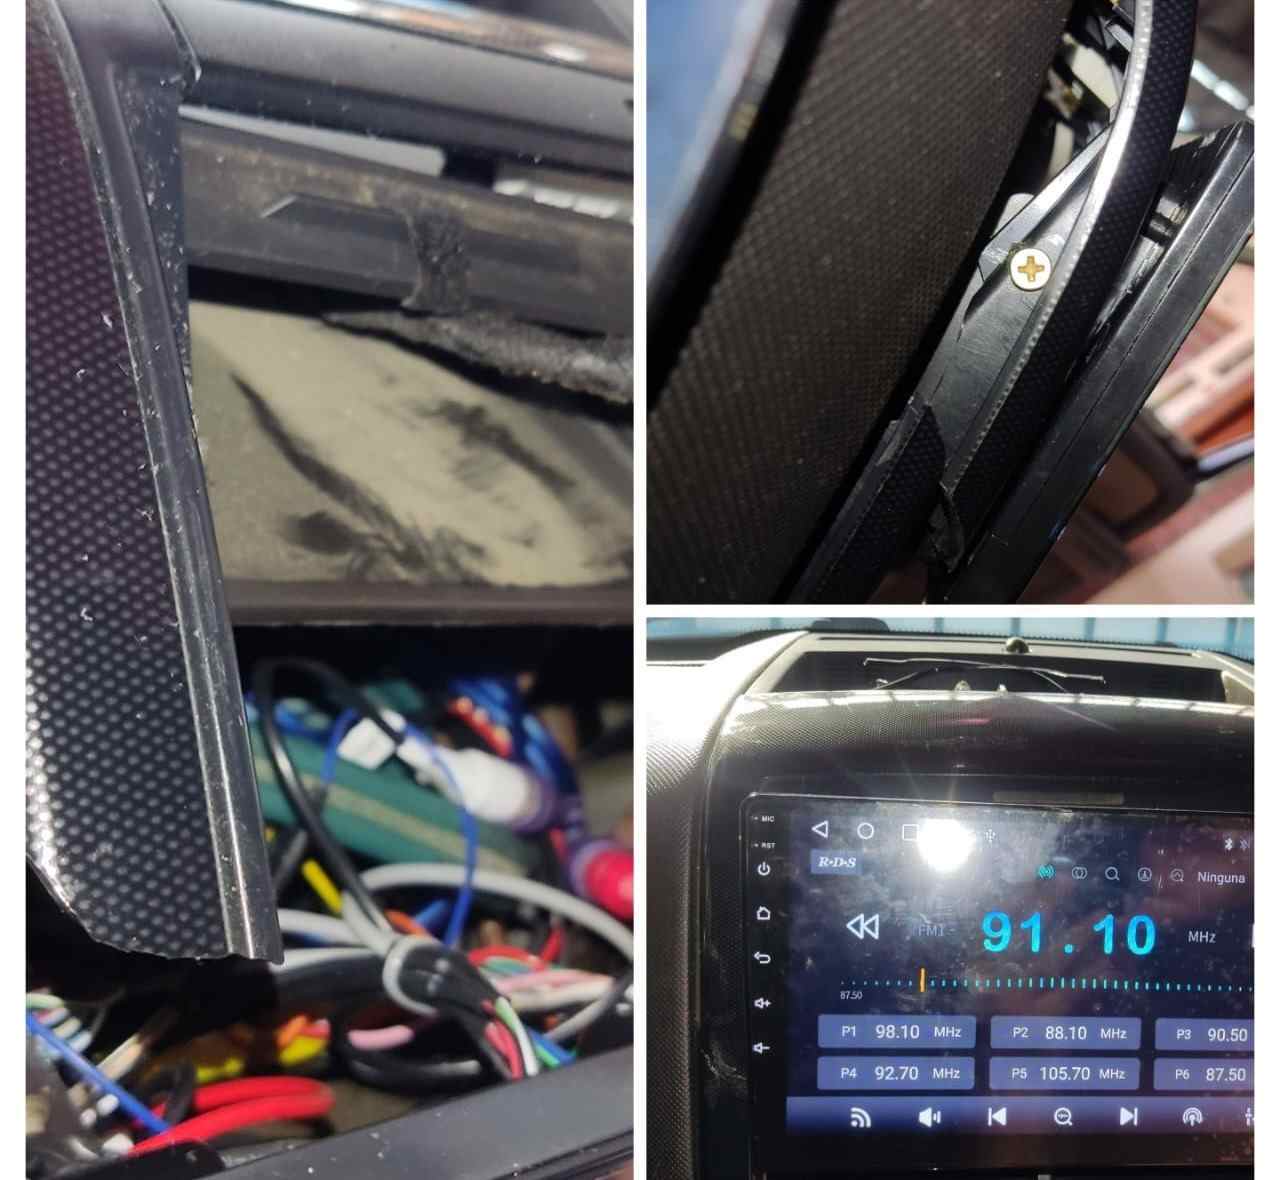 MIC
RST
R·D·S
Ninguna
FMI-
91.10
MHz
87.50
P1 98.10 MHz
P2 88.10 MHz
P3 90.50
P4 92.70 MHz
P5 105.70 MHz
P6 87.50